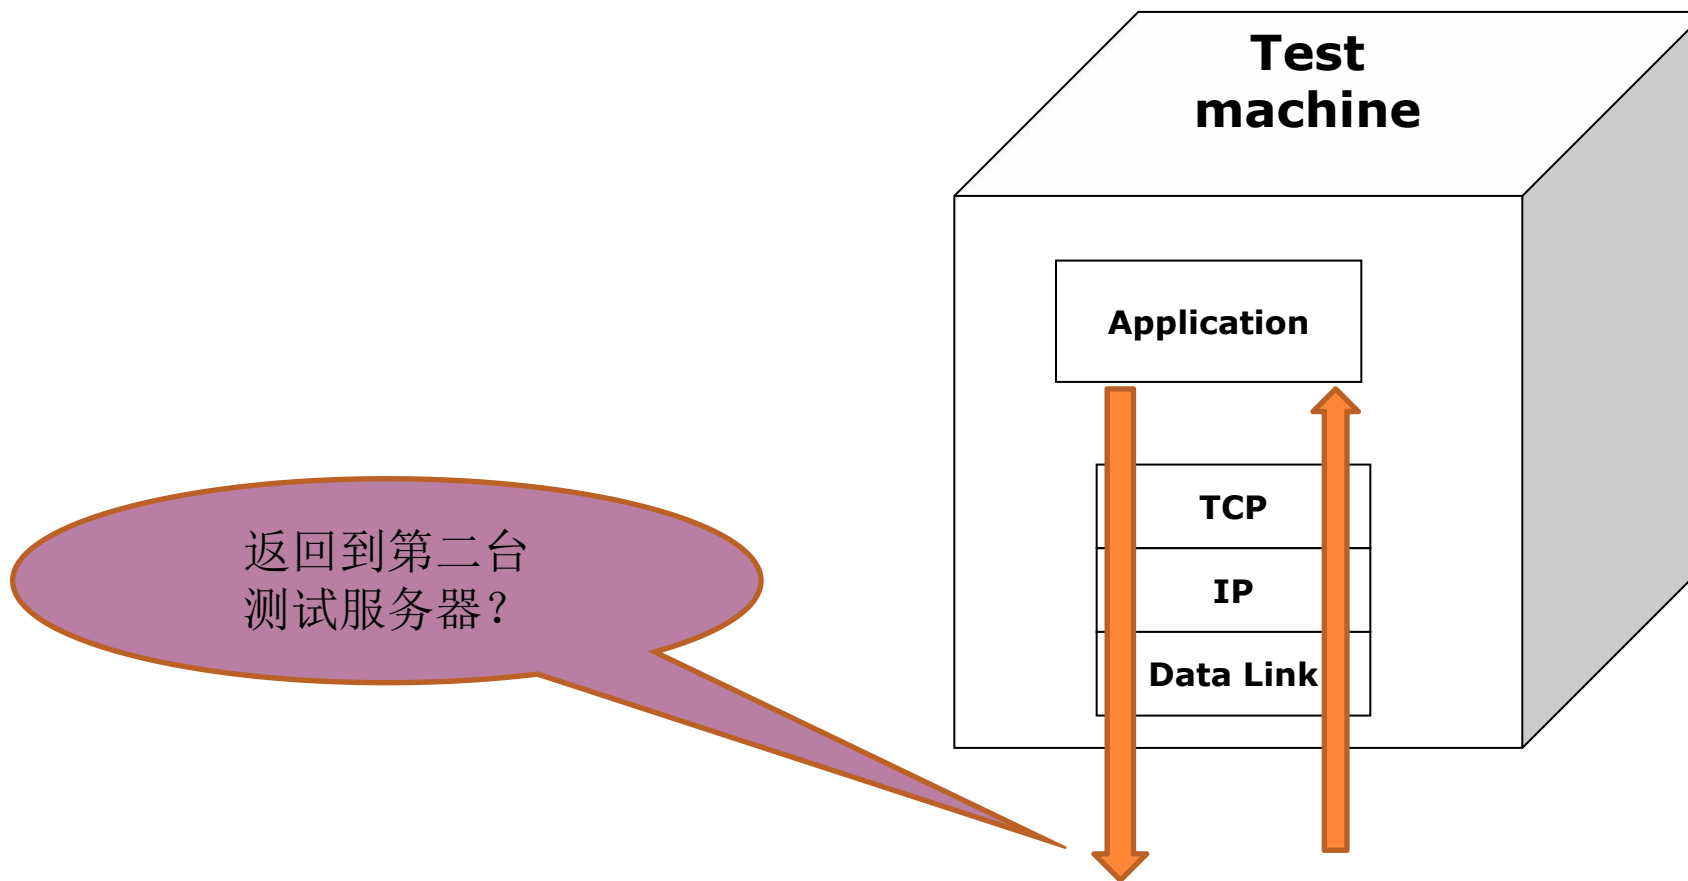 Test
machine
Application
返回到第二台
测试服务器？
TCP
IP
Data Link